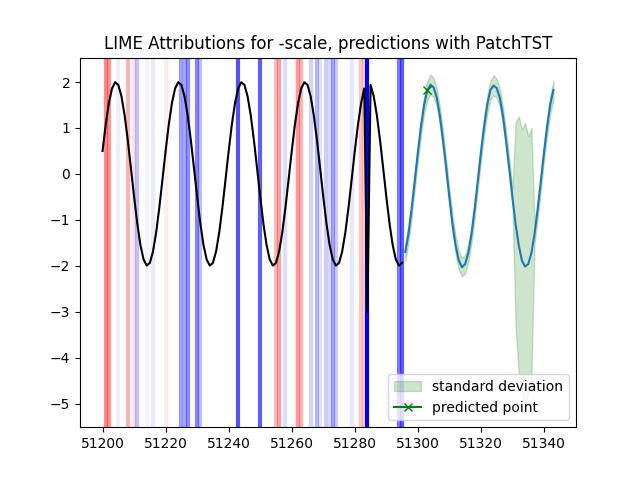 LIME Attributions for -scale, predictions with PatchTST
2
1
0
−1
−2
−3
−4
−5
standard deviation
predicted point
51200 51220 51240 51260 51280 51300 51320 51340